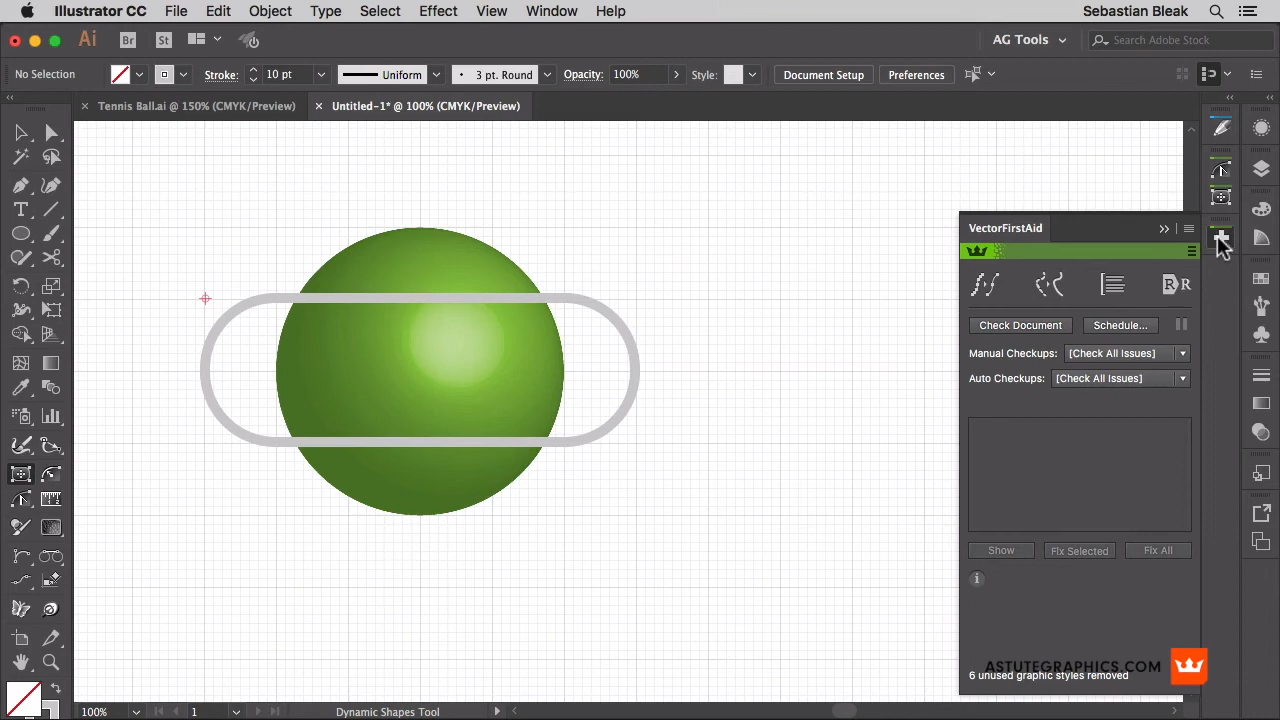 Illustrator CC File Edit Object Type Select Effect View Window Help Sebastian Bleak
Ai Br St AG Tools Search Adobe Stock
No Selection Stroke: 10 pt Uniform 3 pt. Round Opacity: 100% Style: Document Setup Preferences
× Tennis Ball.ai @ 150% (CMYK/Preview) × Untitled-1* @ 100% (CMYK/Preview)
VectorFirstAid
Check Document Schedule...
Manual Checkups: [Check All Issues]
Auto Checkups: [Check All Issues]
Show Fix Selected Fix All
ASTUTEGRAPHICS.COM
6 unused graphic styles removed
100% 1 Dynamic Shapes Tool